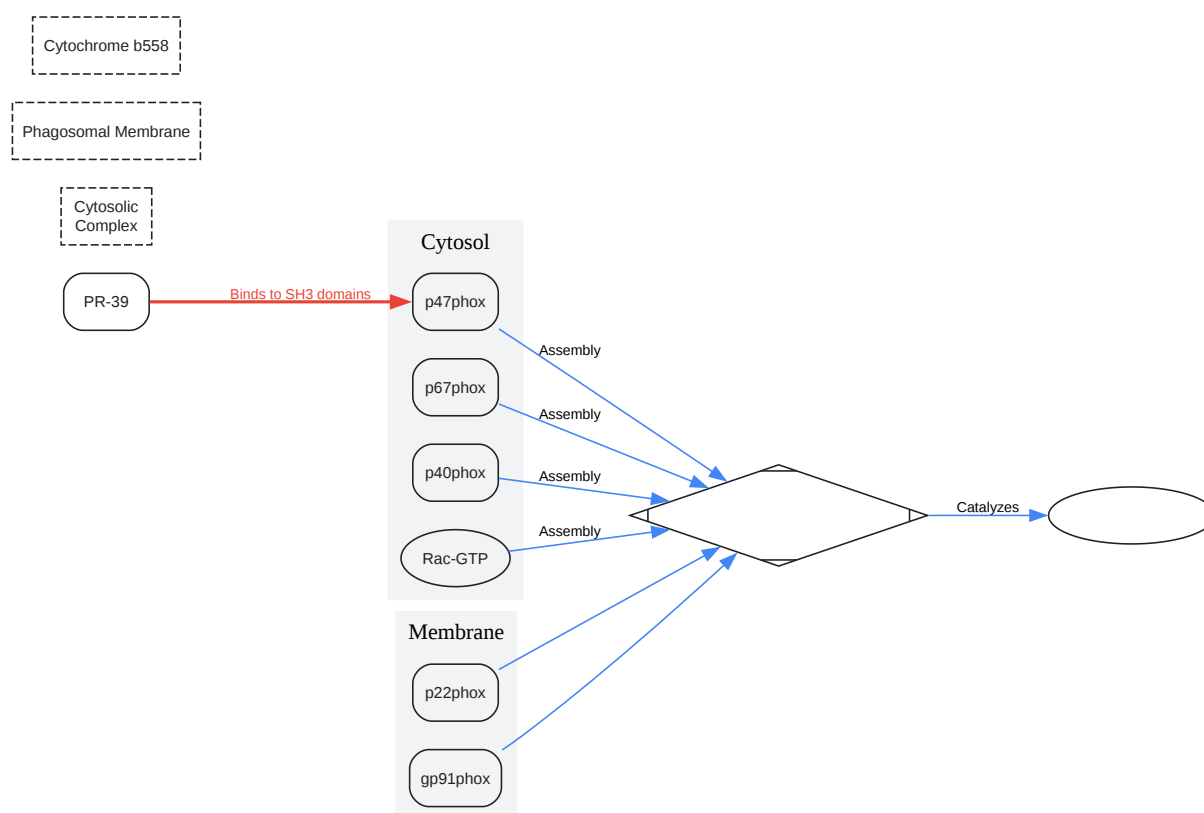 Cytochrome b558
Phagosomal Membrane
Cytosolic
Complex
Cytosol
PR-39
Binds to SH3 domains
p47phox
Assembly
p67phox
Assembly
p40phox
Assembly
Catalyzes
Assembly
Rac-GTP
Membrane
p22phox
gp91phox